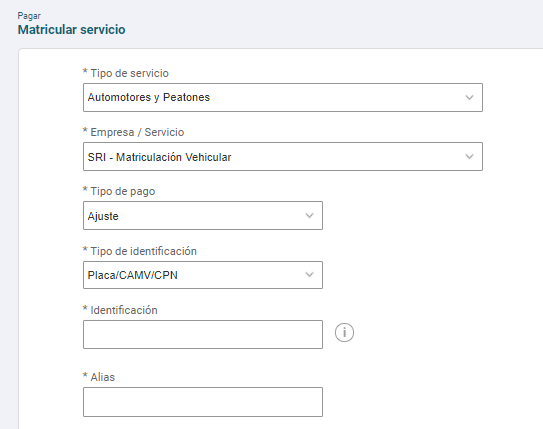 Pagar
Matricular servicio
* Tipo de servicio
Automotores y Peatones
* Empresa / Servicio
SRI - Matriculación Vehicular
* Tipo de pago
Ajuste
* Tipo de identificación
Placa/CAMV/CPN
* Identificación
* Alias